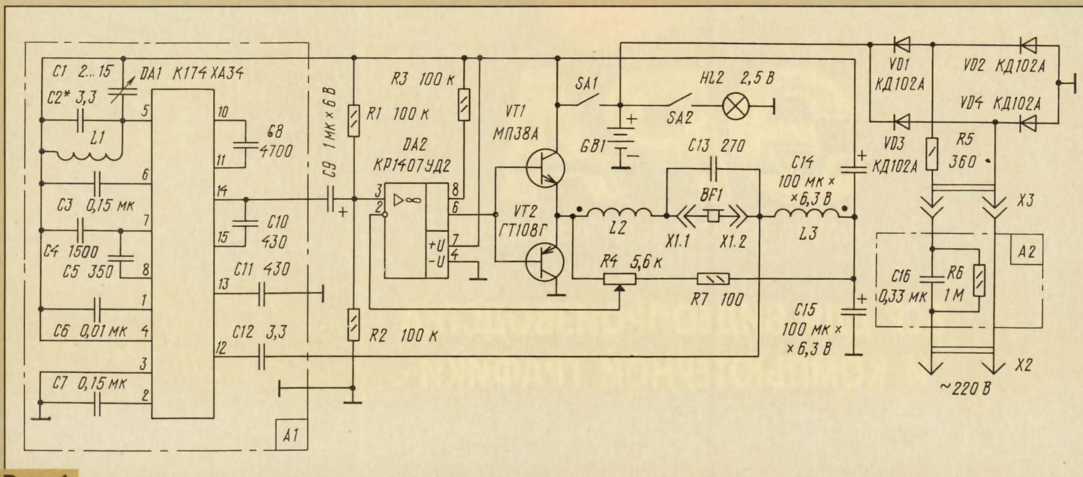 C1 2...15
DA1 К174ХА34
C2* 3,3
L1
5
10
C8
4700
11
6
C3 0,15 мк
14
7
C4 1500
C5 350
C10
430
15
8
13
C11 430
1
C6 0,01 мк
4
12
C12 3,3
3
C7 0,15 мк
2
A1
R1 100 к
C9 1 мк × 6 В
R2 100 к
R3 100 к
DA2
КР1407УД2
3
2
▷∞
8
6
+U
7
-U
4
VT1
МП38А
VT2
ГТ108Г
SA1
GB1
+
−
SA2
HL2 2,5 В
C13 270
BF1
L2
X1.1
X1.2
L3
R4 5,6 к
R7 100
C14
100 мк ×
× 6,3 В
C15
100 мк ×
× 6,3 В
VD1
КД102А
VD2
КД102А
VD4 КД102А
VD3
КД102А
R5
360
X3
A2
C16
0,33 мк
R6
1 М
X2
~220 В